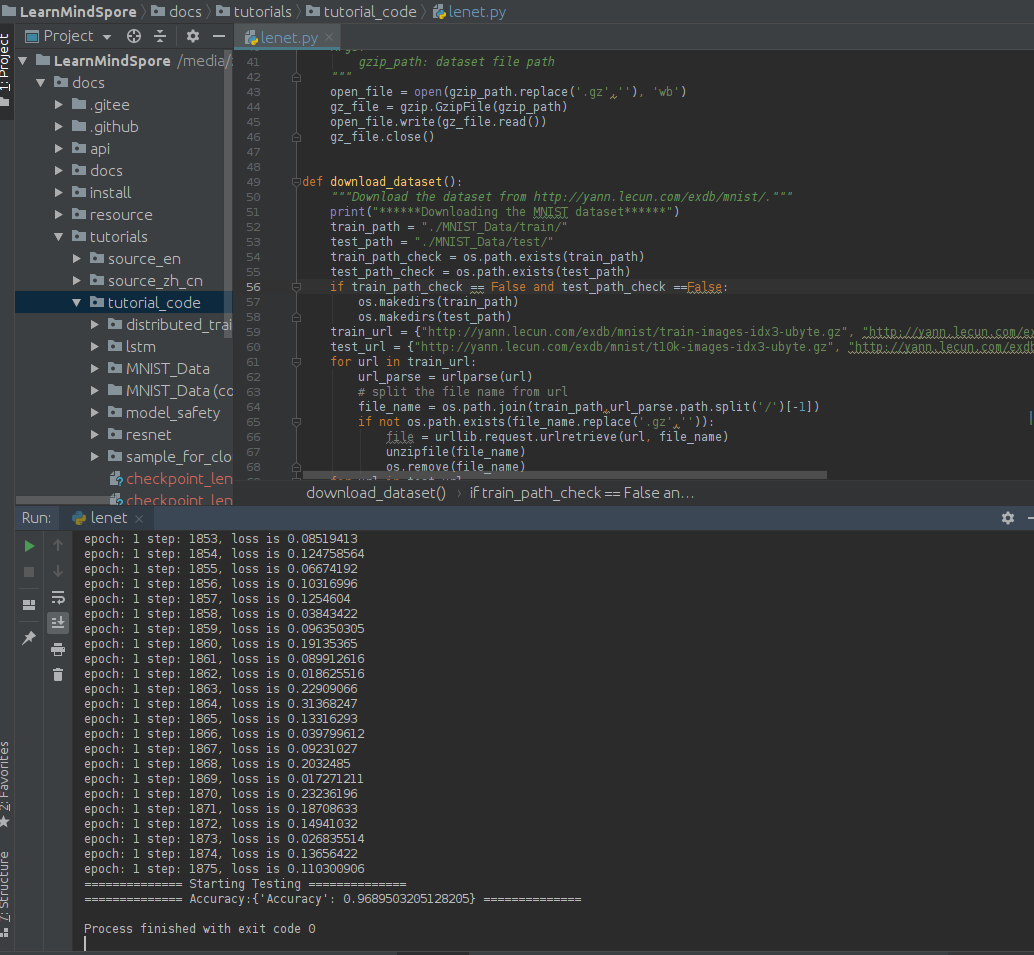 LearnMindSpore docs tutorials tutorial_code lenet.py
1: Project
Project
lenet.py ×
LearnMindSpore /media/
docs
.gitee
.github
api
docs
install
resource
tutorials
source_en
source_zh_cn
tutorial_code
distributed_trai
lstm
MNIST_Data
MNIST_Data (co
model_safety
resnet
sample_for_clo
checkpoint_len
checkpoint_len
41 gzip_path: dataset file path
42 """
43 open_file = open(gzip_path.replace('.gz',''), 'wb')
44 gz_file = gzip.GzipFile(gzip_path)
45 open_file.write(gz_file.read())
46 gz_file.close()
47
48
49 def download_dataset():
50 """Download the dataset from http://yann.lecun.com/exdb/mnist/."""
51 print("******Downloading the MNIST dataset******")
52 train_path = "./MNIST_Data/train/"
53 test_path = "./MNIST_Data/test/"
54 train_path_check = os.path.exists(train_path)
55 test_path_check = os.path.exists(test_path)
56 if train_path_check == False and test_path_check ==False:
57 os.makedirs(train_path)
58 os.makedirs(test_path)
59 train_url = {"http://yann.lecun.com/exdb/mnist/train-images-idx3-ubyte.gz", "http://yann.lecun.com/ex
60 test_url = {"http://yann.lecun.com/exdb/mnist/t10k-images-idx3-ubyte.gz", "http://yann.lecun.com/exdb
61 for url in train_url:
62 url_parse = urlparse(url)
63 # split the file name from url
64 file_name = os.path.join(train_path,url_parse.path.split('/')[-1])
65 if not os.path.exists(file_name.replace('.gz','')):
66 file = urllib.request.urlretrieve(url, file_name)
67 unzipfile(file_name)
68 os.remove(file_name)
download_dataset() › if train_path_check == False an...
Run: lenet ×
epoch: 1 step: 1853, loss is 0.08519413
epoch: 1 step: 1854, loss is 0.124758564
epoch: 1 step: 1855, loss is 0.06674192
epoch: 1 step: 1856, loss is 0.10316996
epoch: 1 step: 1857, loss is 0.1254604
epoch: 1 step: 1858, loss is 0.03843422
epoch: 1 step: 1859, loss is 0.096350305
epoch: 1 step: 1860, loss is 0.19135365
epoch: 1 step: 1861, loss is 0.089912616
epoch: 1 step: 1862, loss is 0.018625516
epoch: 1 step: 1863, loss is 0.22909066
epoch: 1 step: 1864, loss is 0.31368247
epoch: 1 step: 1865, loss is 0.13316293
epoch: 1 step: 1866, loss is 0.039799612
epoch: 1 step: 1867, loss is 0.09231027
epoch: 1 step: 1868, loss is 0.2032485
epoch: 1 step: 1869, loss is 0.017271211
epoch: 1 step: 1870, loss is 0.23236196
epoch: 1 step: 1871, loss is 0.18708633
epoch: 1 step: 1872, loss is 0.14941032
epoch: 1 step: 1873, loss is 0.026835514
epoch: 1 step: 1874, loss is 0.13656422
epoch: 1 step: 1875, loss is 0.110300906
============== Starting Testing ==============
============== Accuracy:{'Accuracy': 0.9689503205128205} ==============
Process finished with exit code 0
2: Favorites
7: Structure